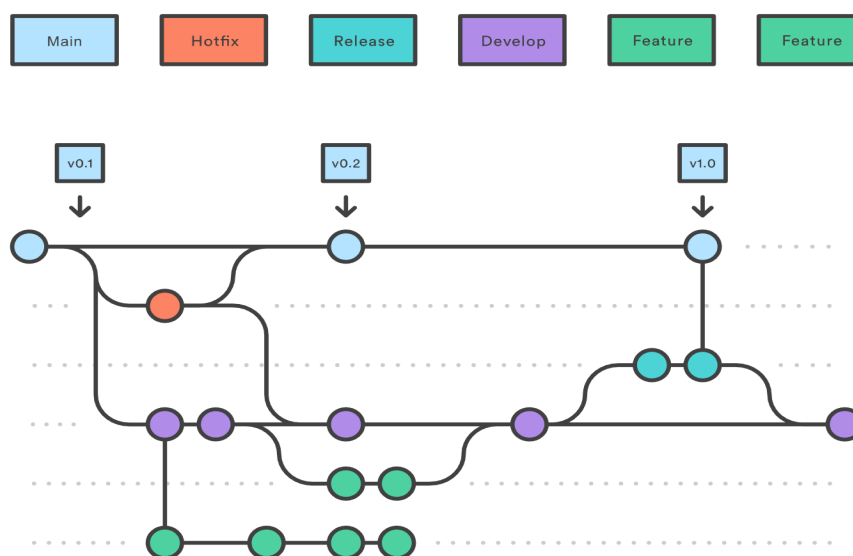 Main
Hotfix
Release
Develop
Feature
Feature
v0.1
v0.2
v1.0